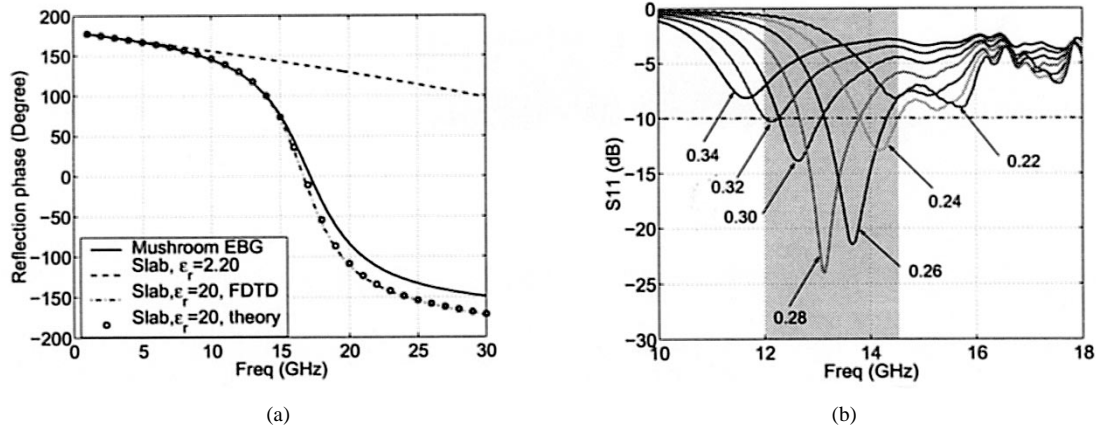 200
150
100
50
0
−50
−100
−150
−200
Reflection phase (Degree)
Mushroom EBG
Slab, εr=2.20
Slab,εr=20, FDTD
Slab,εr=20, theory
0 5 10 15 20 25 30
Freq (GHz)
(a)
0
−5
−10
−15
−20
−25
−30
S11 (dB)
0.34
0.32
0.30
0.28
0.26
0.24
0.22
10 12 14 16 18
Freq (GHz)
(b)